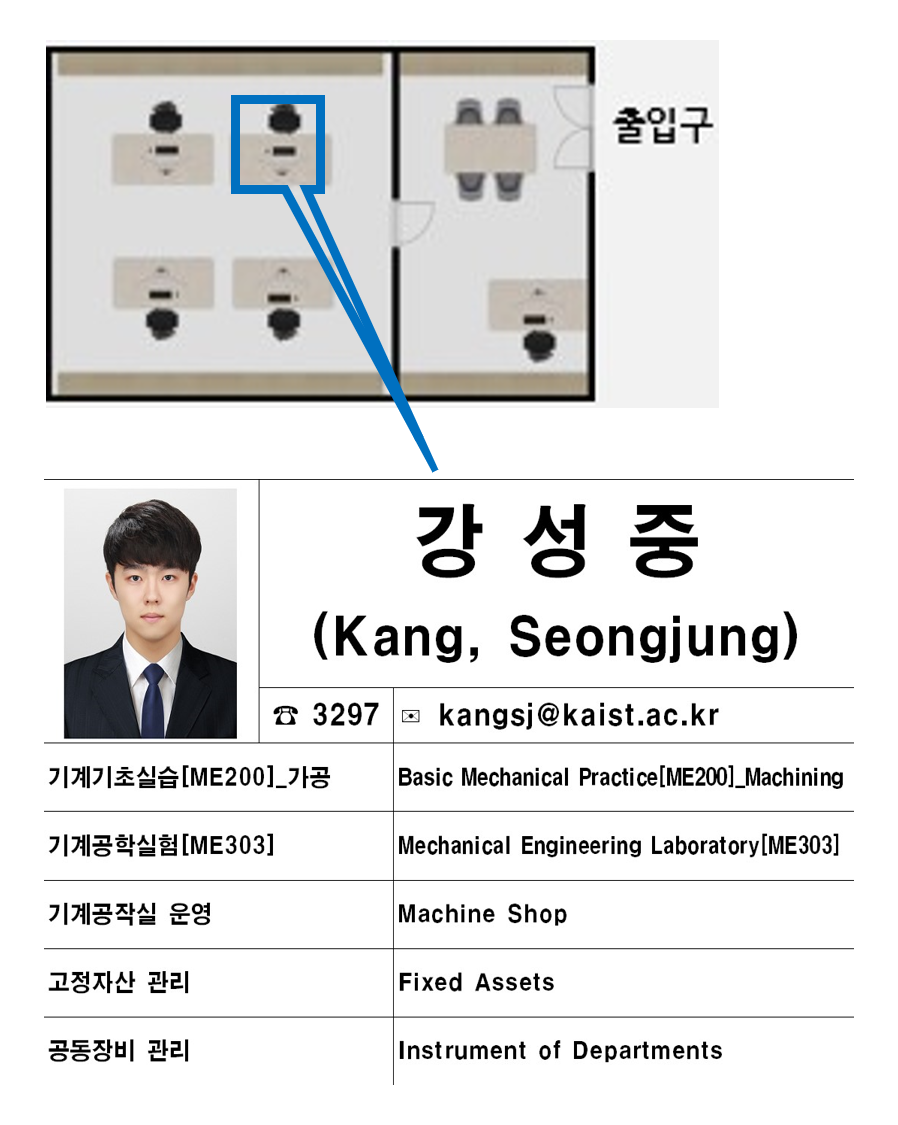 출입구
강 성 중
(Kang, Seongjung)
☎ 3297 ✉ kangsj@kaist.ac.kr
기계기초실습[ME200]_가공 Basic Mechanical Practice[ME200]_Machining
기계공학실험[ME303] Mechanical Engineering Laboratory[ME303]
기계공작실 운영 Machine Shop
고정자산 관리 Fixed Assets
공동장비 관리 Instrument of Departments